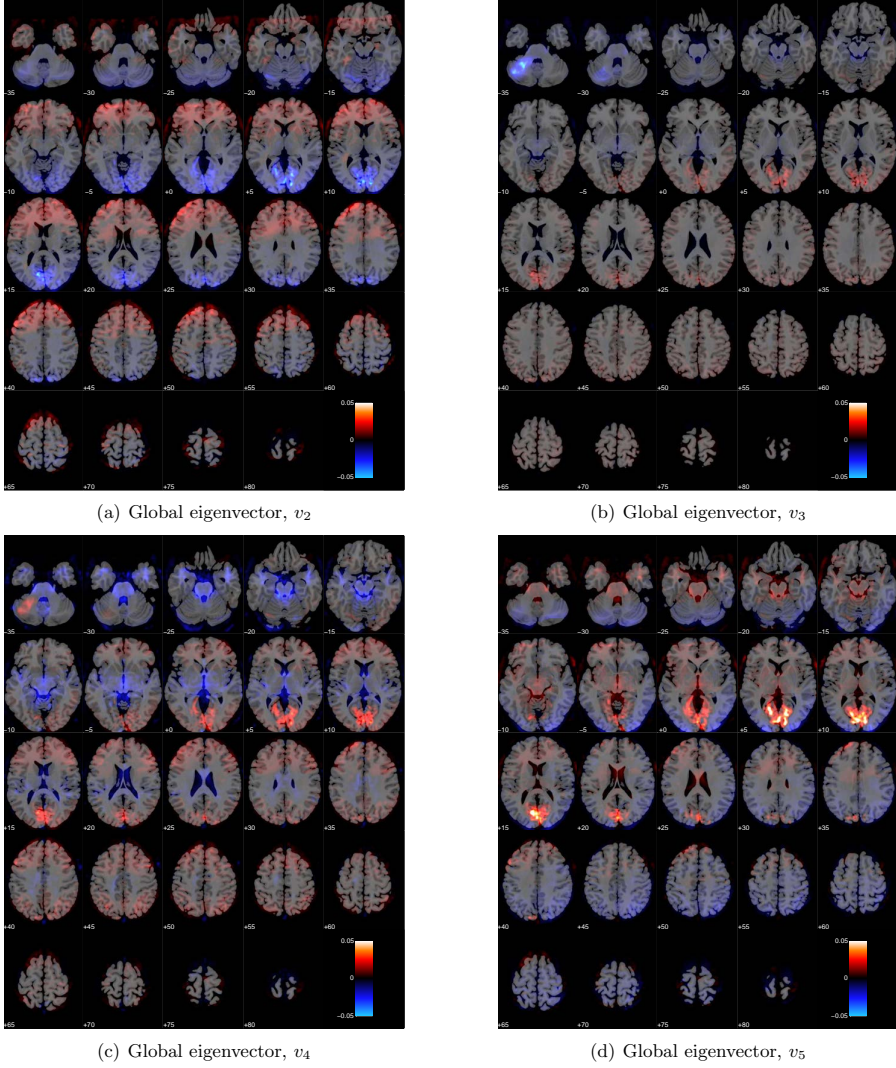 −35 −30 −25 −20 −15
−10 −5 +0 +5 +10
+15 +20 +25 +30 +35
+40 +45 +50 +55 +60
0.05
0
−0.05
+65 +70 +75 +80
(a) Global eigenvector, v2
−35 −30 −25 −20 −15
−10 −5 +0 +5 +10
+15 +20 +25 +30 +35
+40 +45 +50 +55 +60
0.05
0
−0.05
+65 +70 +75 +80
(b) Global eigenvector, v3
−35 −30 −25 −20 −15
−10 −5 +0 +5 +10
+15 +20 +25 +30 +35
+40 +45 +50 +55 +60
0.05
0
−0.05
+65 +70 +75 +80
(c) Global eigenvector, v4
−35 −30 −25 −20 −15
−10 −5 +0 +5 +10
+15 +20 +25 +30 +35
+40 +45 +50 +55 +60
0.05
0
−0.05
+65 +70 +75 +80
(d) Global eigenvector, v5